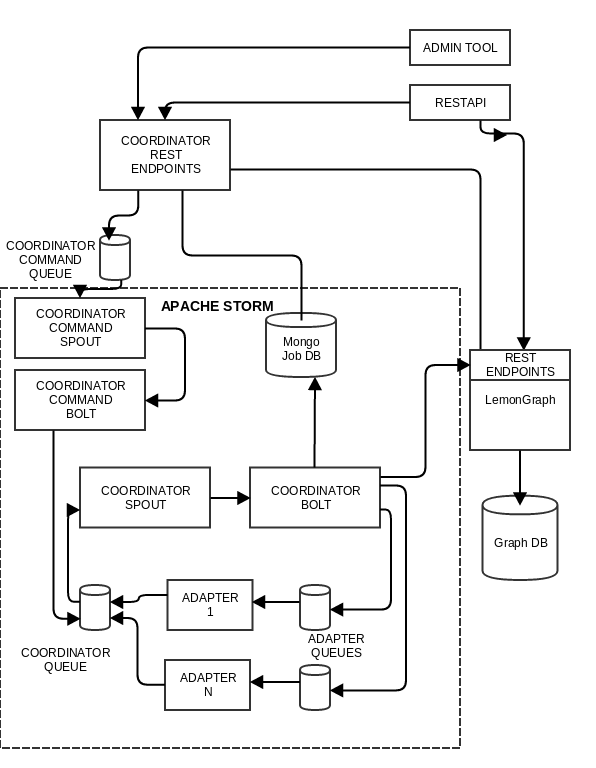 ADMIN TOOL
RESTAPI
COORDINATOR
REST
ENDPOINTS
COORDINATOR
COMMAND
QUEUE
APACHE STORM
COORDINATOR
COMMAND
SPOUT
Mongo
Job DB
COORDINATOR
COMMAND
BOLT
REST
ENDPOINTS
LemonGraph
COORDINATOR
SPOUT
COORDINATOR
BOLT
Graph DB
ADAPTER
1
ADAPTER
QUEUES
COORDINATOR
QUEUE
ADAPTER
N